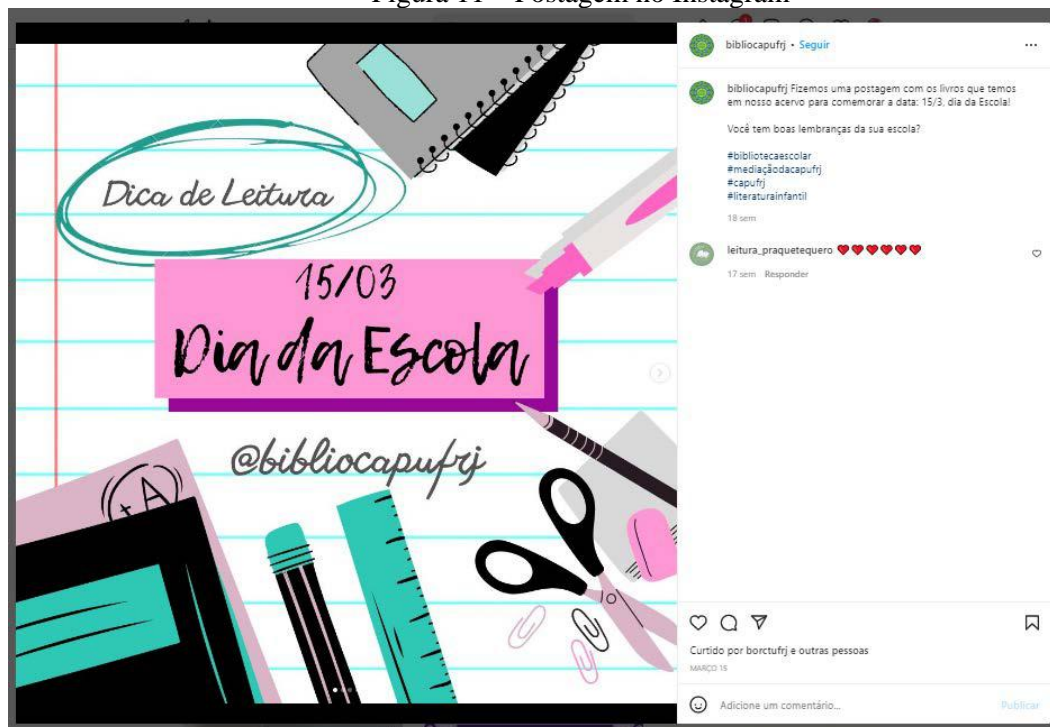 Figura 11 – Postagem no Instagram
Dica de Leitura
15/03
Dia da Escola
@bibliocapufrj
A+
bibliocapufrj • Seguir
bibliocapufrj Fizemos uma postagem com os livros que temos
em nosso acervo para comemorar a data: 15/3, dia da Escola!
Você tem boas lembranças da sua escola?
#bibliotecaescolar
#mediaçãodacapufrj
#capufrj
#literaturainfantil
18 sem
leitura_praquetequero ❤❤❤❤❤❤
17 sem Responder
Curtido por borctufrj e outras pessoas
MARÇO 15
Adicione um comentário...
Publicar